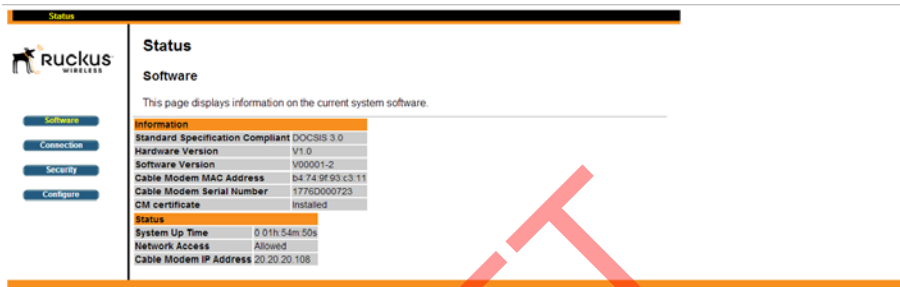 Status
RUCKUS
WIRELESS
Status
Software
This page displays information on the current system software.
Software
Connection
Security
Configure
Information
Standard Specification Compliant DOCSIS 3.0
Hardware Version V1.0
Software Version V00001-2
Cable Modem MAC Address b4:74:9f:93:c3:11
Cable Modem Serial Number 1776D000723
CM certificate Installed
Status
System Up Time 0 01h:54m:50s
Network Access Allowed
Cable Modem IP Address 20.20.20.108